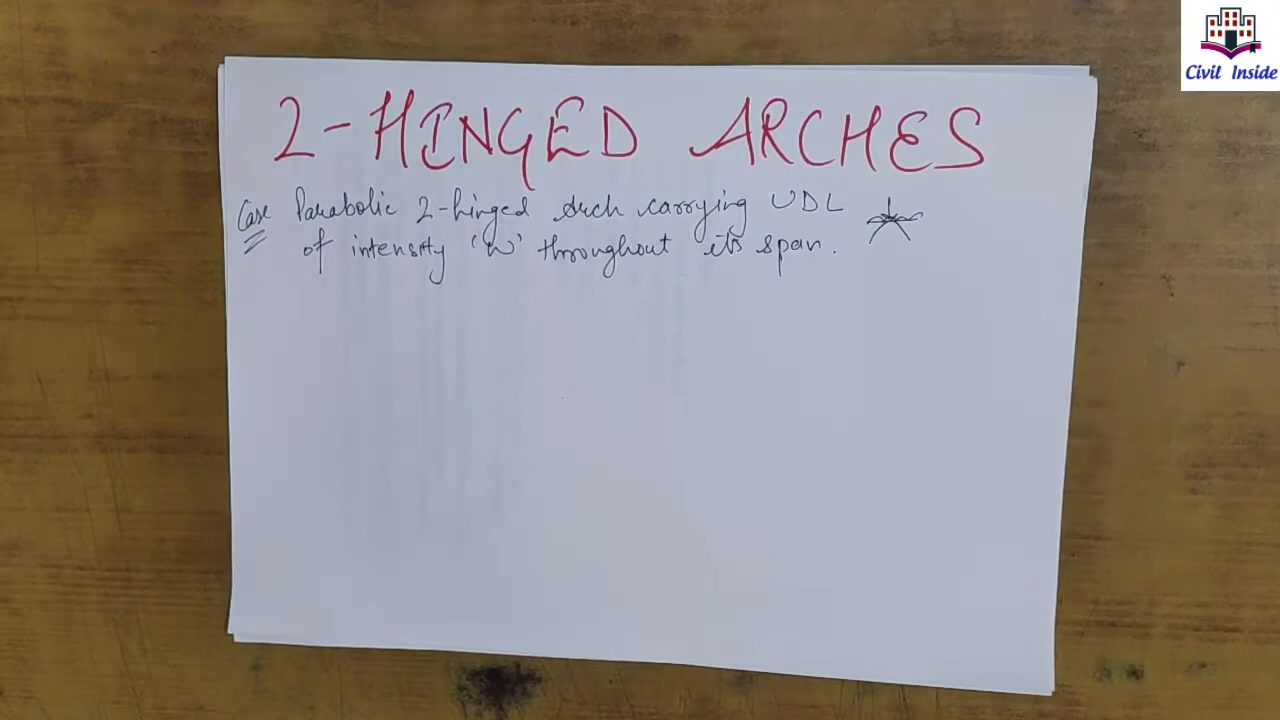 Civil Inside
2-HINGED ARCHES
Case Parabolic 2-hinged Arch carrying UDL
of intensity 'w' throughout its span.